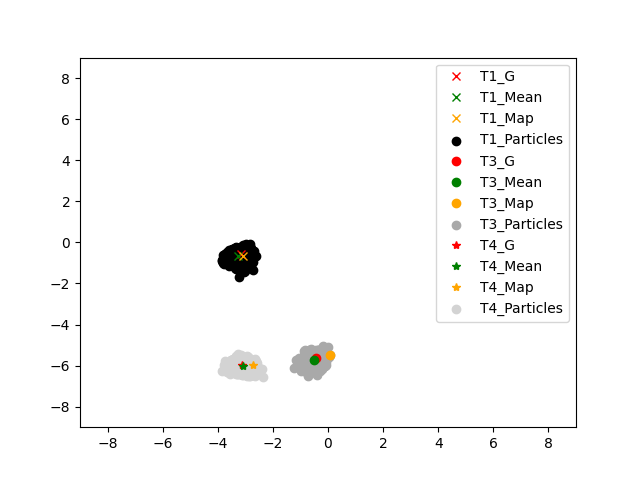 8
6
4
2
0
−2
−4
−6
−8
−8 −6 −4 −2 0 2 4 6 8
T1_G
T1_Mean
T1_Map
T1_Particles
T3_G
T3_Mean
T3_Map
T3_Particles
T4_G
T4_Mean
T4_Map
T4_Particles